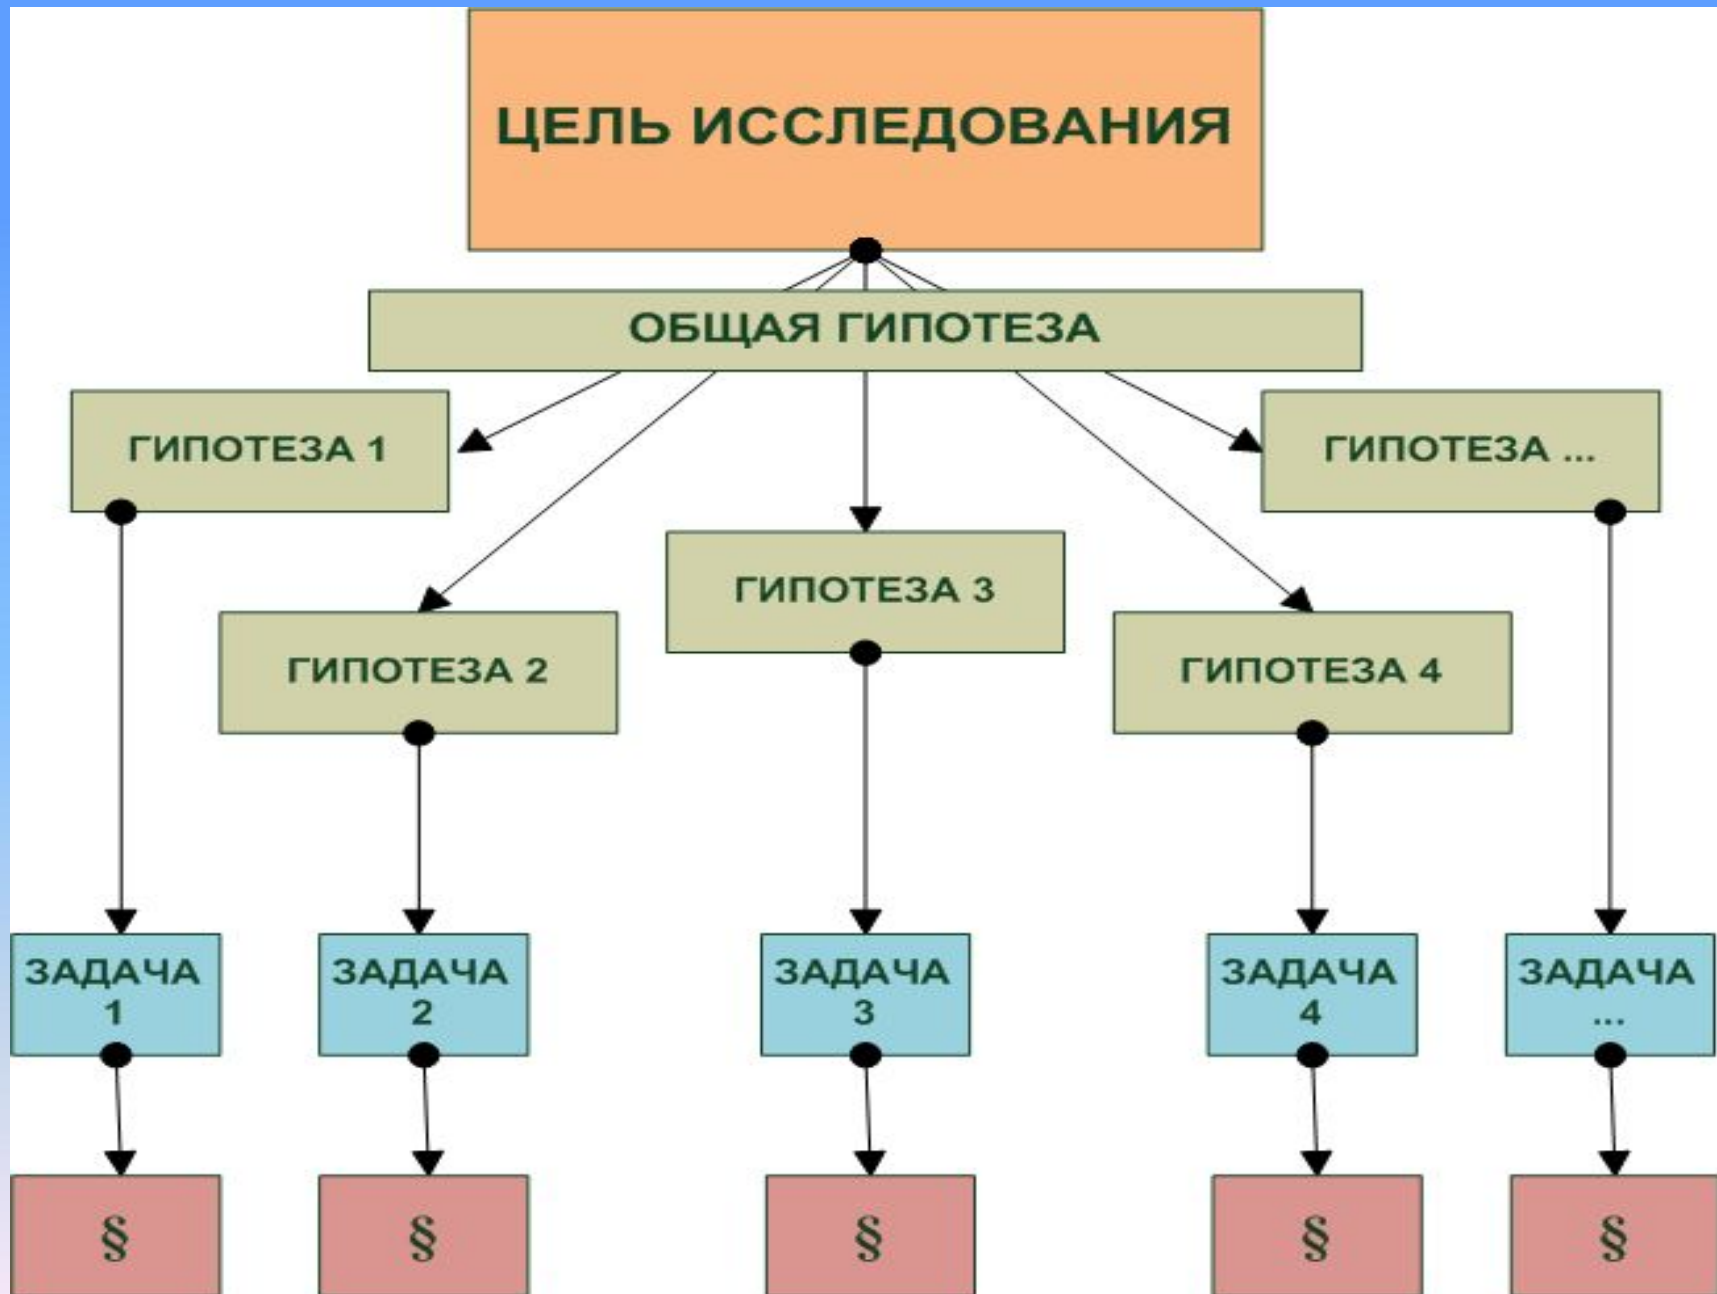 ЦЕЛЬ ИССЛЕДОВАНИЯ
ОБЩАЯ ГИПОТЕЗА
ГИПОТЕЗА 1
ГИПОТЕЗА ...
ГИПОТЕЗА 3
ГИПОТЕЗА 2
ГИПОТЕЗА 4
ЗАДАЧА
1
ЗАДАЧА
2
ЗАДАЧА
3
ЗАДАЧА
4
ЗАДАЧА
...
§
§
§
§
§